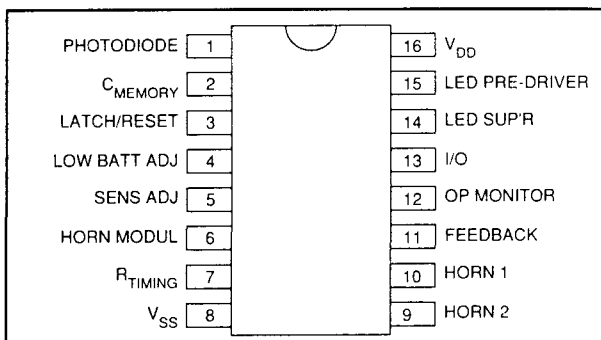 PHOTODIODE 1 16 V_DD
C_MEMORY 2 15 LED PRE-DRIVER
LATCH/RESET 3 14 LED SUP'R
LOW BATT ADJ 4 13 I/O
SENS ADJ 5 12 OP MONITOR
HORN MODUL 6 11 FEEDBACK
R_TIMING 7 10 HORN 1
V_SS 8 9 HORN 2